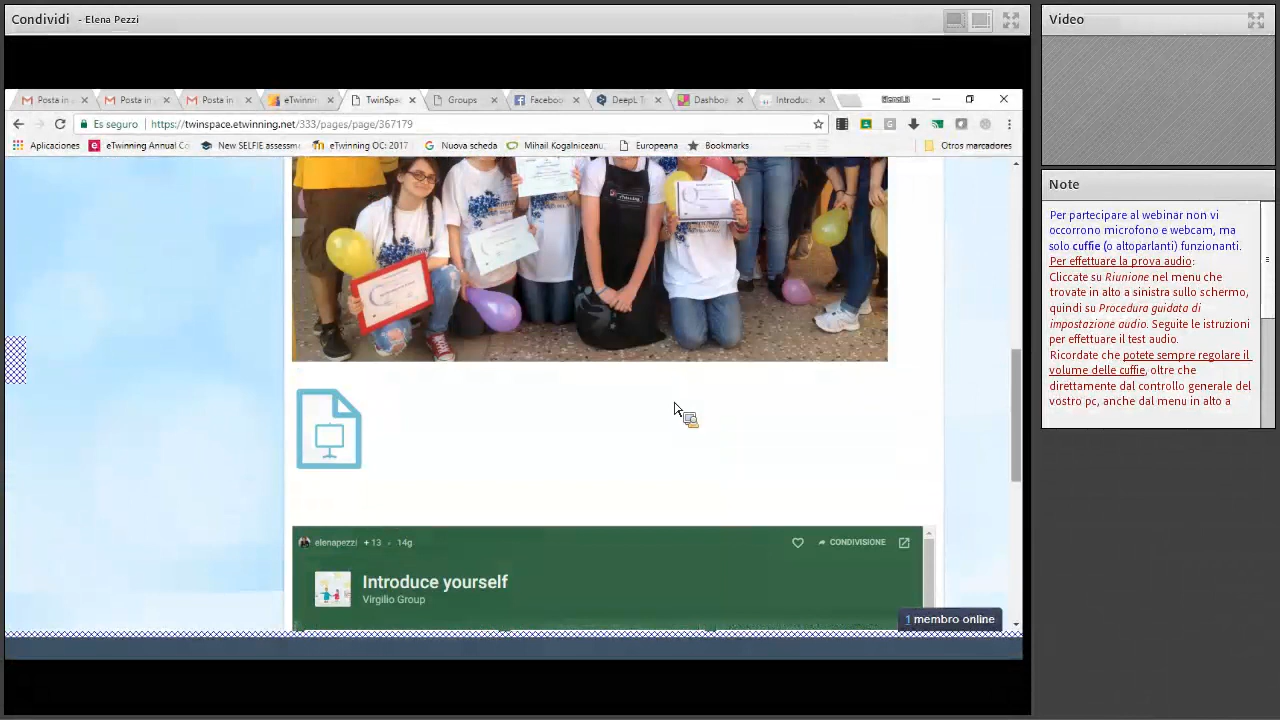 Condividi - Elena Pezzi
Video
Posta in
Posta in
Posta in
eTwinni
TwinSpa
Groups
Faceboo
DeepL T
Dashbo
Introduc
Es seguro
https://twinspace.etwinning.net/333/pages/page/367179
Aplicaciones
eTwinning Annual Co
New SELFIE assessm
eTwinning OC: 2017
Nuova scheda
Mihail Kogalniceanu,
Europeana
Bookmarks
Otros marcadores
elenapezzi +13 - 14g
CONDIVISIONE
Introduce yourself
Virgilio Group
1 membro online
Note
Per partecipare al webinar non vi
occorrono microfono e webcam, ma
solo cuffie (o altoparlanti) funzionanti.
Per effettuare la prova audio:
Cliccate su Riunione nel menu che
trovate in alto a sinistra sullo schermo,
quindi su Procedura guidata di
impostazione audio. Seguite le istruzioni
per effettuare il test audio.
Ricordate che potete sempre regolare il
volume delle cuffie, oltre che
direttamente dal controllo generale del
vostro pc, anche dal menu in alto a